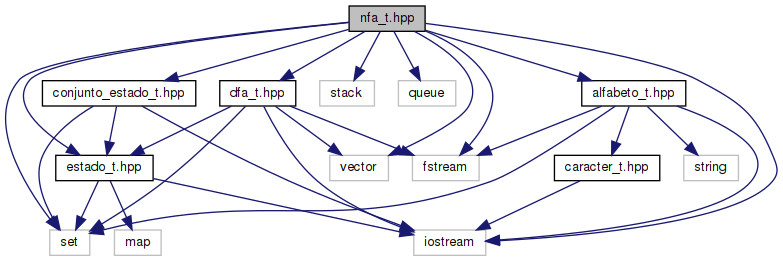 nfa_t.hpp
conjunto_estado_t.hpp
dfa_t.hpp
stack
queue
alfabeto_t.hpp
estado_t.hpp
vector
fstream
caracter_t.hpp
string
set
map
iostream